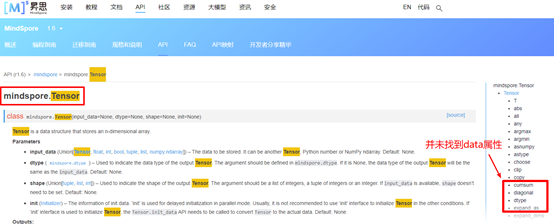 [M]^s 昇思 MindSpore
安装 教程 文档 API 社区 资源 大模型 资讯 安全
EN 代码
MindSpore 1.6
概述 编程指南 迁移指南 API FAQ API映射 开发者分享精华
API (r1.6) > mindspore > mindspore.Tensor
mindspore.Tensor
class mindspore.Tensor(input_data=None, dtype=None, shape=None, init=None)
[source]
Tensor is a data structure that stores an n-dimensional array.
Parameters
• input_data (Union[Tensor, float, int, bool, tuple, list, numpy.ndarray]) – The data to be stored. It can be another Tensor, Python number or NumPy ndarray. Default: None.
• dtype ( mindspore.dtype ) – Used to indicate the data type of the output Tensor. The argument should be defined in mindspore.dtype. If it is None, the data type of the output Tensor will be
the same as the input_data. Default: None.
• shape (Union[tuple, list, int]) – Used to indicate the shape of the output Tensor. The argument should be a list of integers, a tuple of integers or an integer. If input_data is available, shape doesn't
need to be set. Default: None.
• init (Initializer) – The information of init data. 'init' is used for delayed initialization in parallel mode. Usually, it is not recommended to use 'init' interface to initialize Tensor in the other conditions. If
'init' interface is used to initialize Tensor, the Tensor.init_data API needs to be called to convert Tensor to the actual data. Default: None.
Outputs:
mindspore.Tensor
Tensor
T
abs
all
any
argmax
argmin
asnumpy
astype
choose
clip
copy
cumsum
diagonal
dtype
expand_as
并未找到data属性